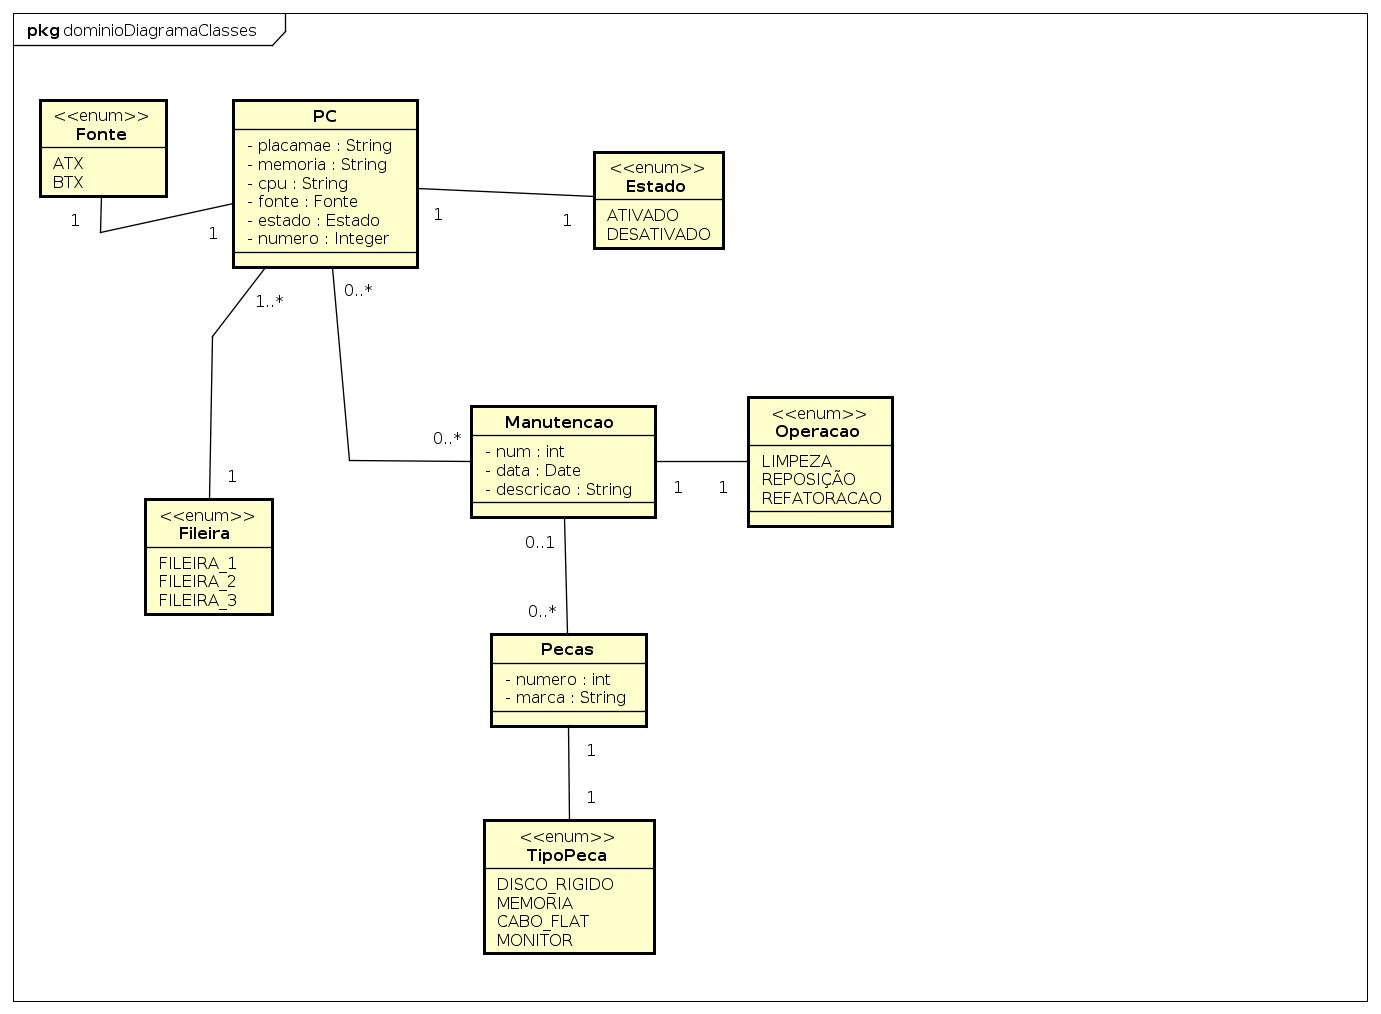 pkg dominioDiagramaClasses
<<enum>>
Fonte
ATX
BTX
1
1
PC
- placamae : String
- memoria : String
- cpu : String
- fonte : Fonte
- estado : Estado
- numero : Integer
1
1
<<enum>>
Estado
ATIVADO
DESATIVADO
1..*
0..*
1
<<enum>>
Fileira
FILEIRA_1
FILEIRA_2
FILEIRA_3
0..*
Manutencao
- num : int
- data : Date
- descricao : String
1
1
<<enum>>
Operacao
LIMPEZA
REPOSIÇÃO
REFATORACAO
0..1
0..*
Pecas
- numero : int
- marca : String
1
1
<<enum>>
TipoPeca
DISCO_RIGIDO
MEMORIA
CABO_FLAT
MONITOR